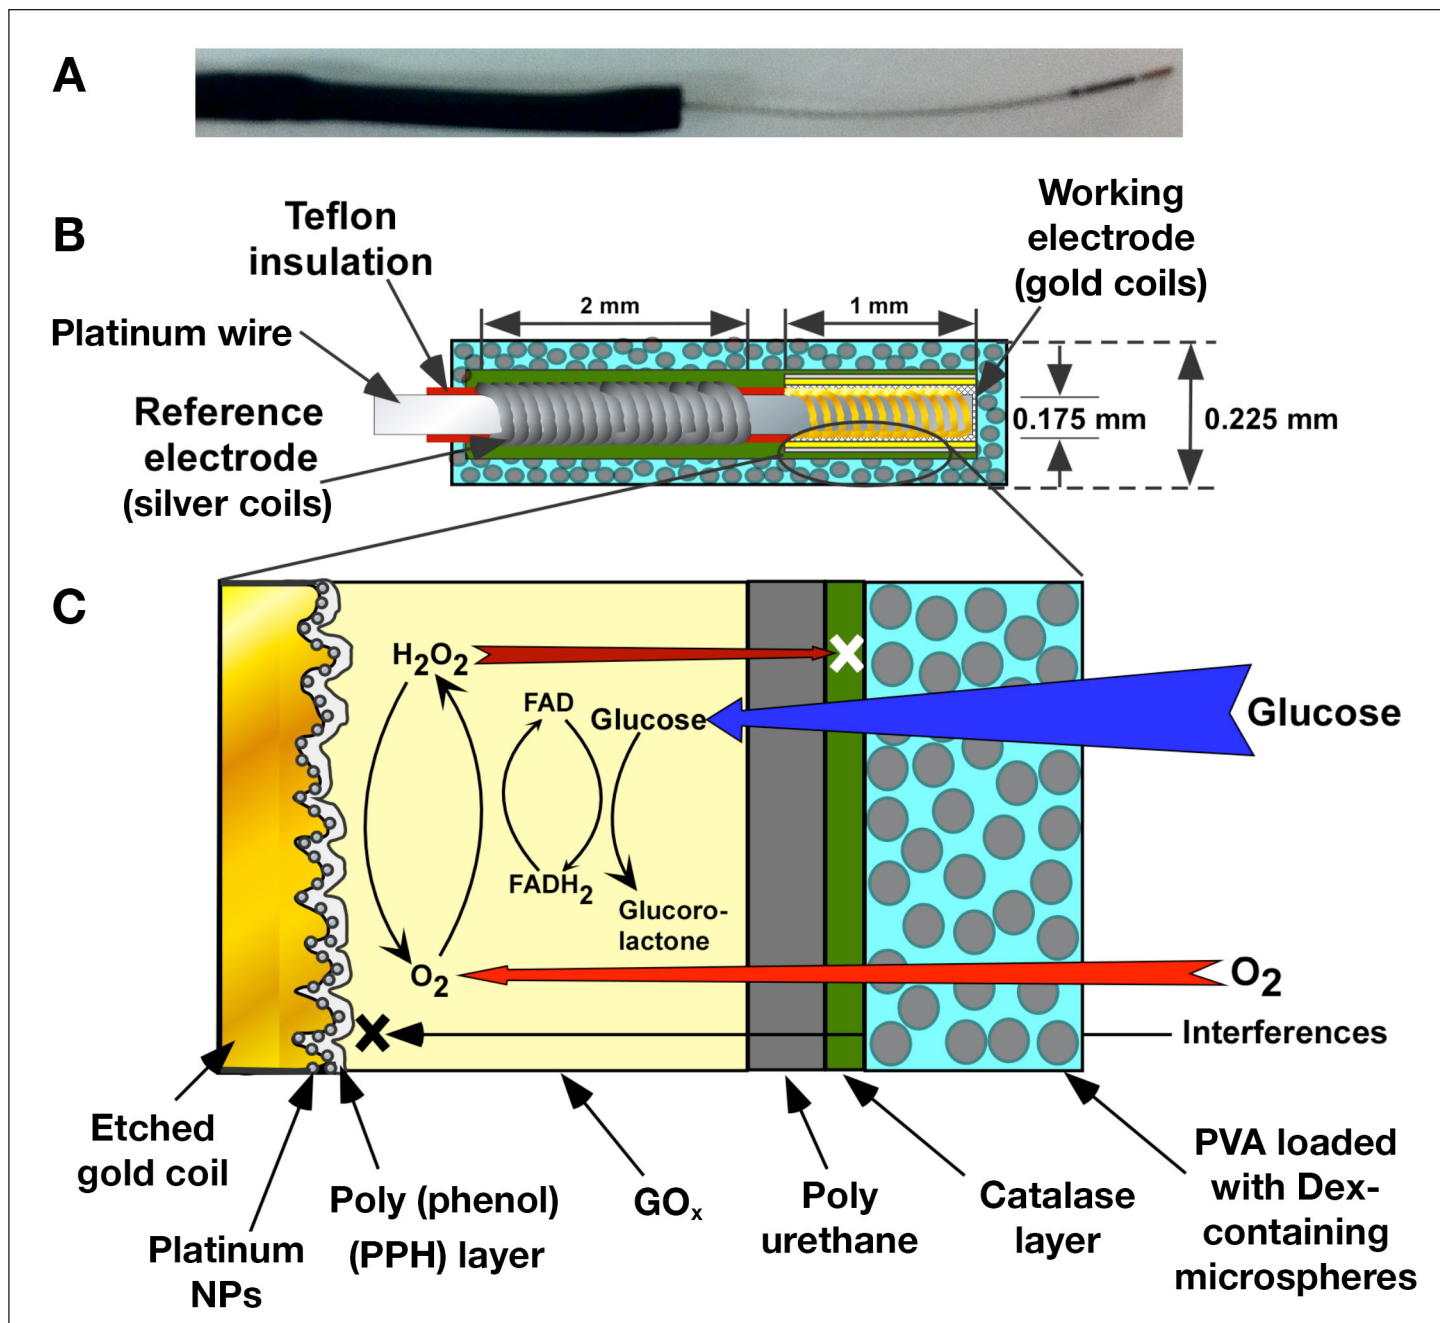 A
B
Teflon
insulation
Working
electrode
(gold coils)
2 mm
1 mm
Platinum wire
Reference
electrode
(silver coils)
0.175 mm
0.225 mm
C
H2O2
FAD
Glucose
Glucose
FADH2
Glucoro-
lactone
O2
O2
Interferences
Etched
gold coil
Platinum
NPs
Poly (phenol)
(PPH) layer
GOx
Poly
urethane
Catalase
layer
PVA loaded
with Dex-
containing
microspheres